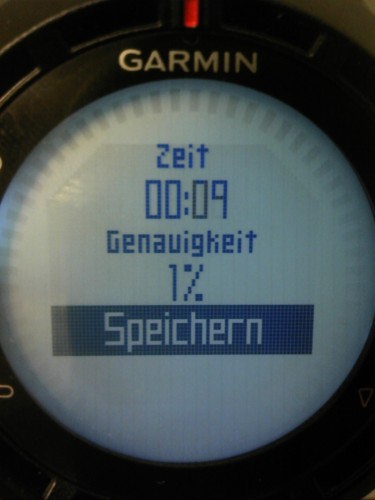 GARMIN
Zeit
00:09
Genauigkeit
1%
Speichern